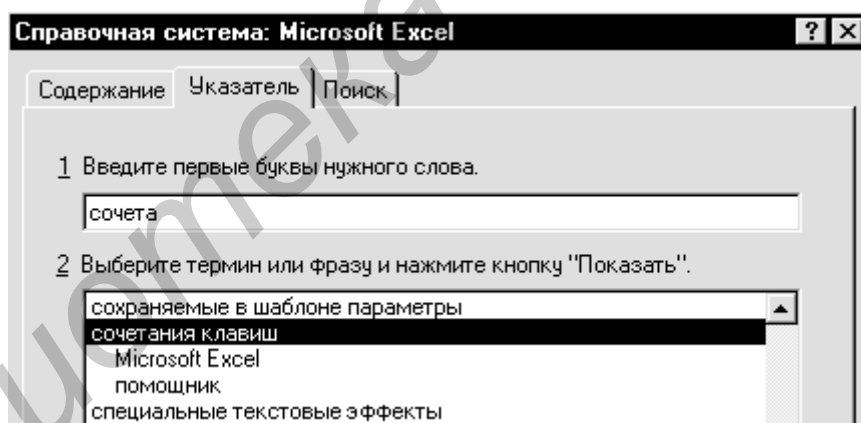 Справочная система: Microsoft Excel
Содержание Указатель Поиск
1 Введите первые буквы нужного слова.
сочета
2 Выберите термин или фразу и нажмите кнопку "Показать".
сохраняемые в шаблоне параметры
сочетания клавиш
Microsoft Excel
помощник
специальные текстовые эффекты